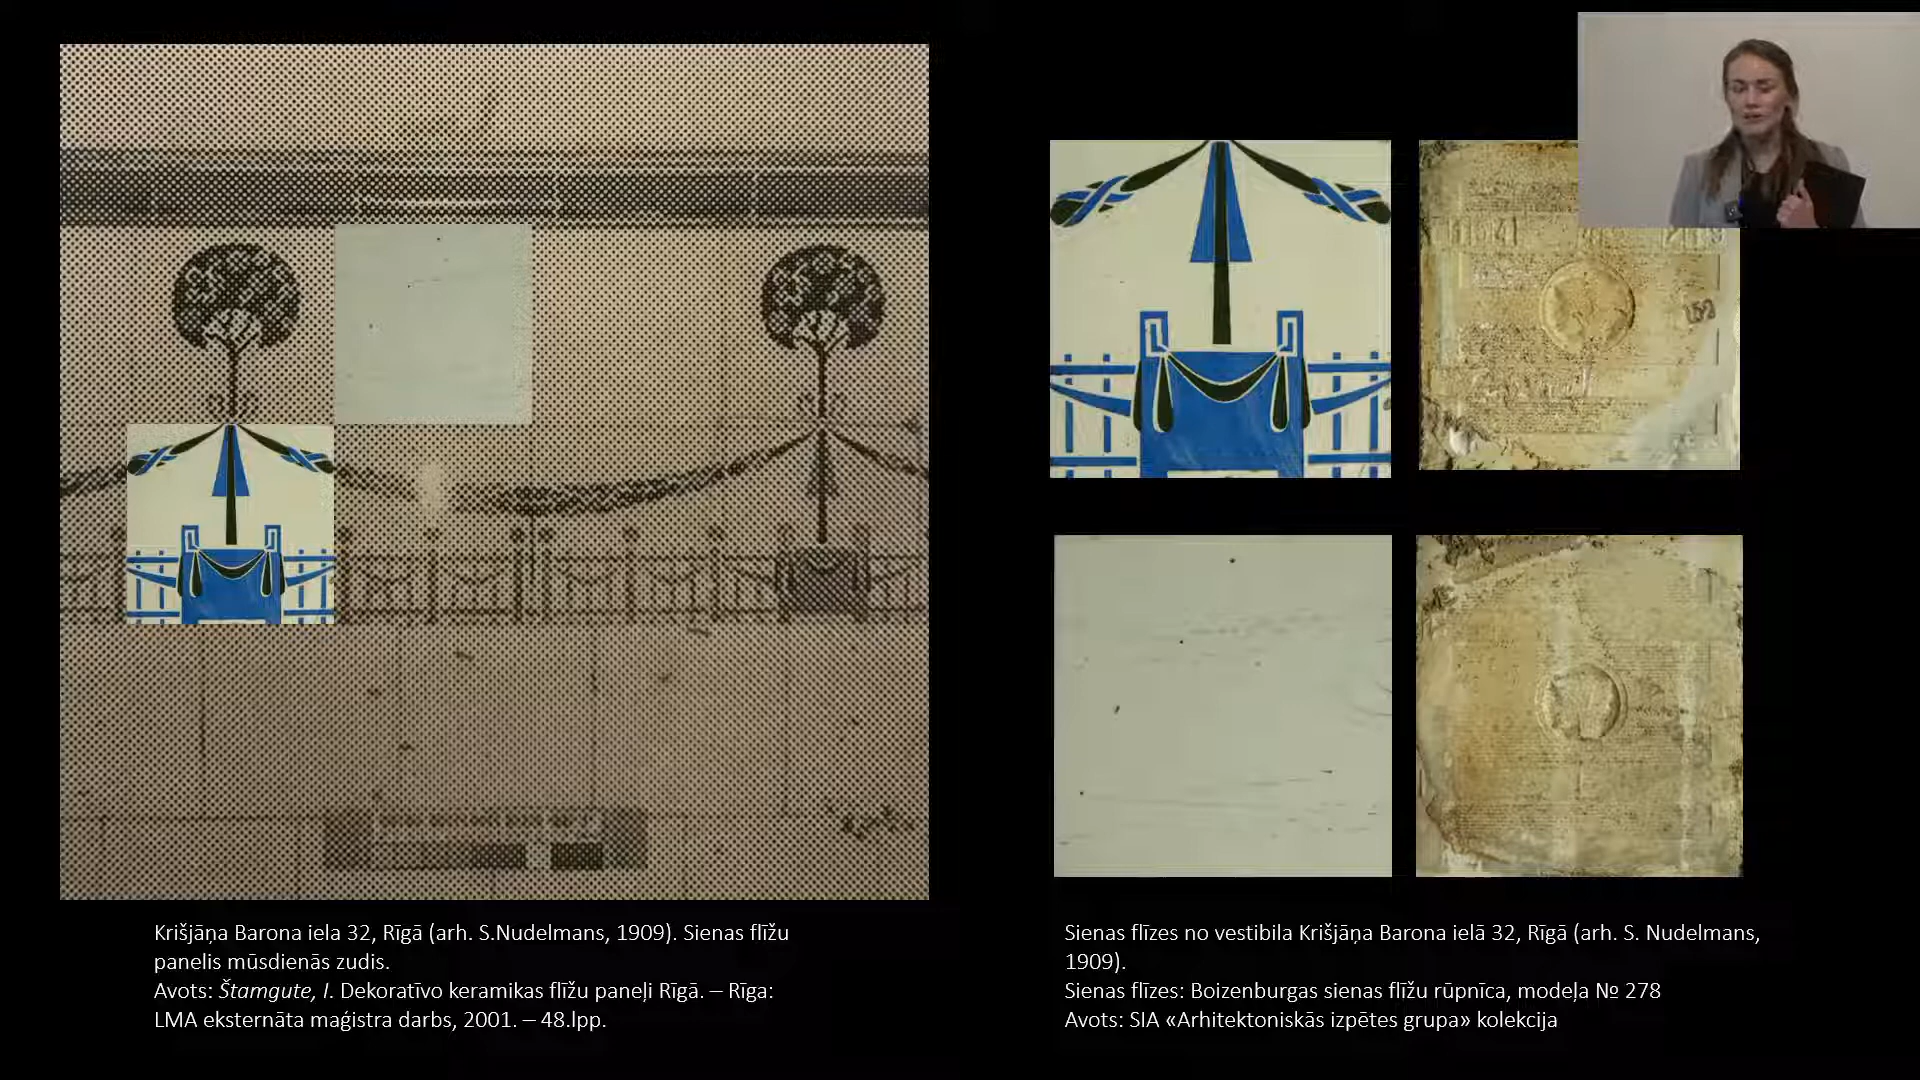 Krišjāņa Barona iela 32, Rīgā (arh. S.Nudelmans, 1909). Sienas flīžu
panelis mūsdienās zudis.
Avots: Štamgute, I. Dekoratīvo keramikas flīžu paneļi Rīgā. – Rīga:
LMA eksternāta maģistra darbs, 2001. – 48.lpp.
Sienas flīzes no vestibila Krišjāņa Barona ielā 32, Rīgā (arh. S. Nudelmans,
1909).
Sienas flīzes: Boizenburgas sienas flīžu rūpnīca, modeļa № 278
Avots: SIA «Arhitektoniskās izpētes grupa» kolekcija